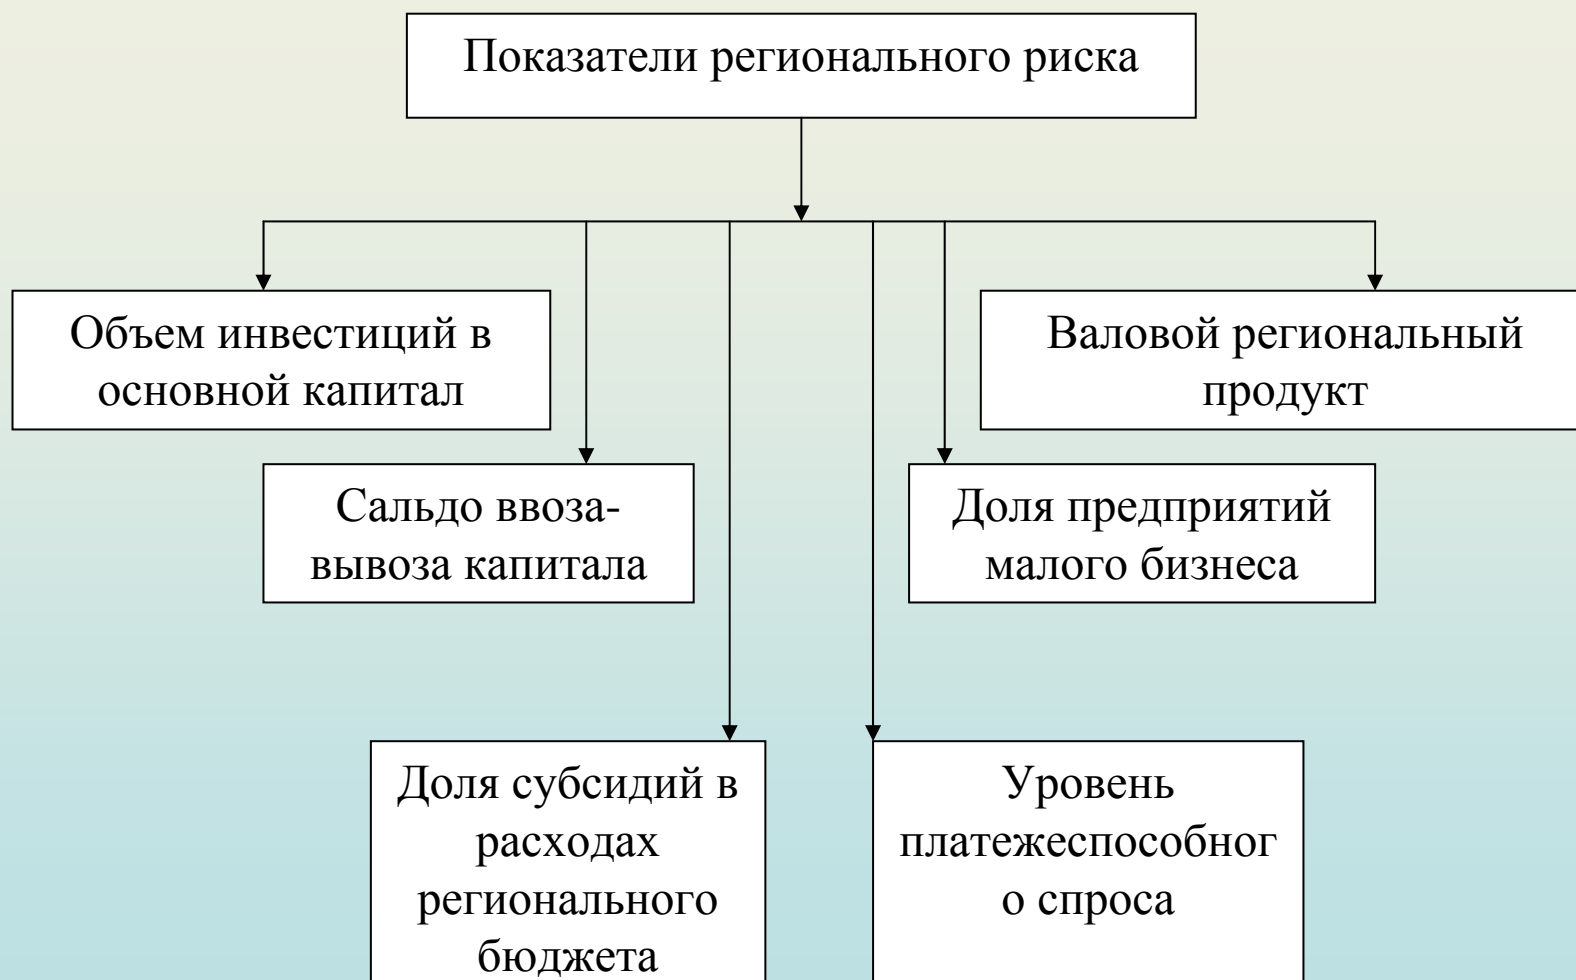 Показатели регионального риска
Объем инвестиций в
основной капитал
Валовой региональный
продукт
Сальдо ввоза-
вывоза капитала
Доля предприятий
малого бизнеса
Доля субсидий в
расходах
регионального
бюджета
Уровень
платежеспособног
о спроса